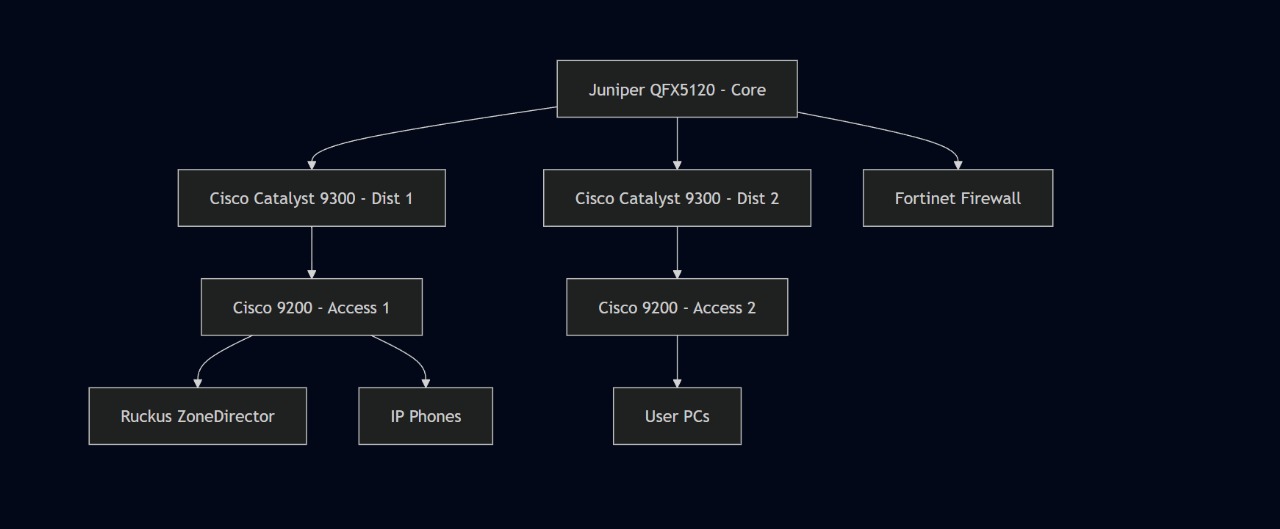 Juniper QFX5120 - Core
Cisco Catalyst 9300 - Dist 1
Cisco Catalyst 9300 - Dist 2
Fortinet Firewall
Cisco 9200 - Access 1
Cisco 9200 - Access 2
Ruckus ZoneDirector
IP Phones
User PCs